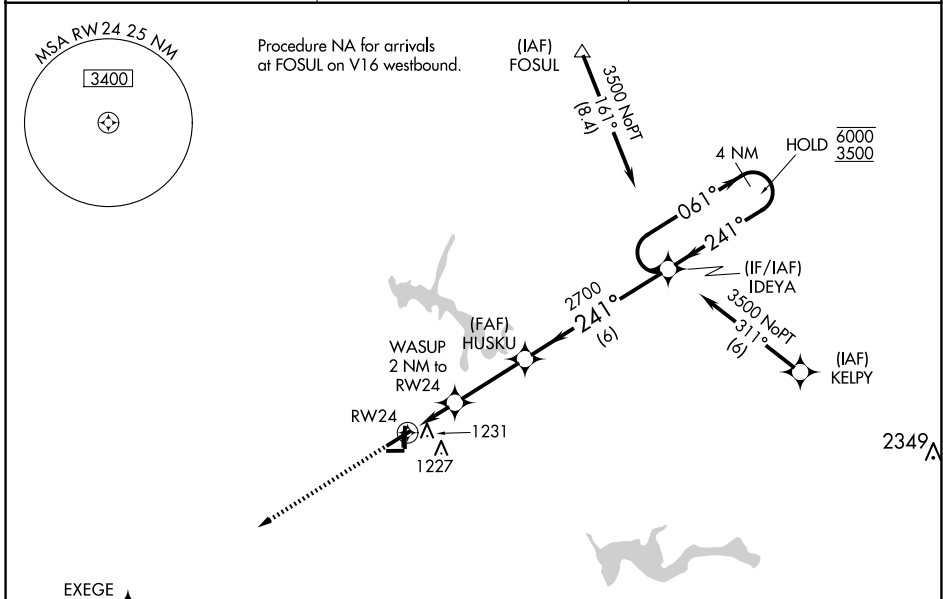 MSA RW24 25 NM
3400
Procedure NA for arrivals
at FOSUL on V16 westbound.
(IAF)
FOSUL
3500 NoPT
161°
(8.4)
4 NM
HOLD
6000
3500
061°
241°
(IF/IAF)
IDEYA
2700
241°
(6)
3500 NoPT
311°
(6)
(IAF)
KELPY
(FAF)
HUSKU
WASUP
2 NM to
RW24
RW24
1231
1227
2349
EXEGE